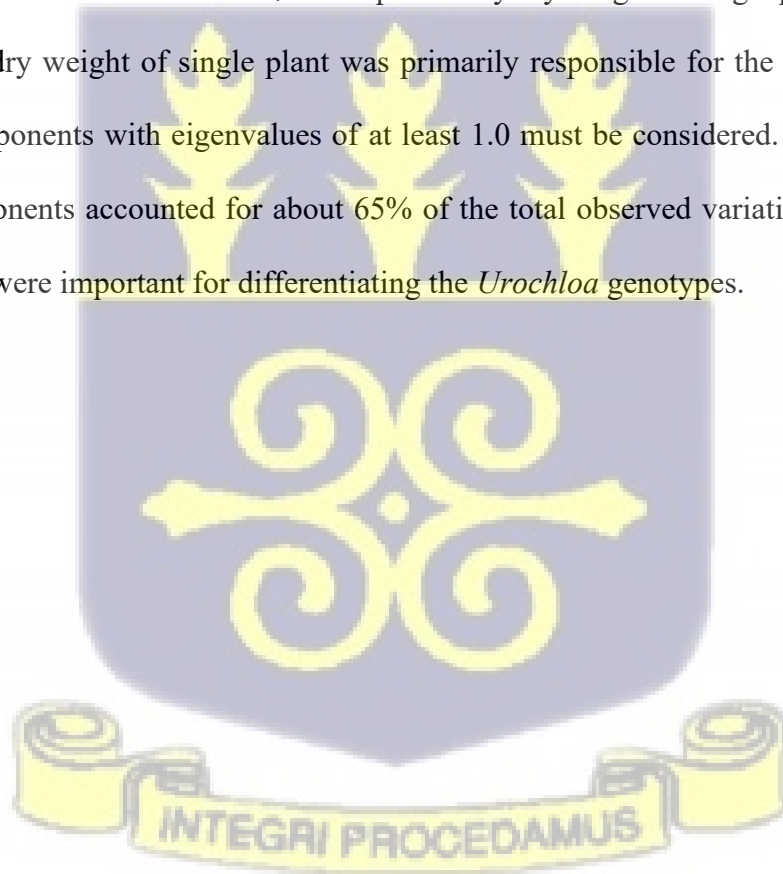 dry weight of single plant was primarily responsible for the
ponents with eigenvalues of at least 1.0 must be considered.
onents accounted for about 65% of the total observed variati
were important for differentiating the Urochloa genotypes.
INTEGRI PROCEDAMUS